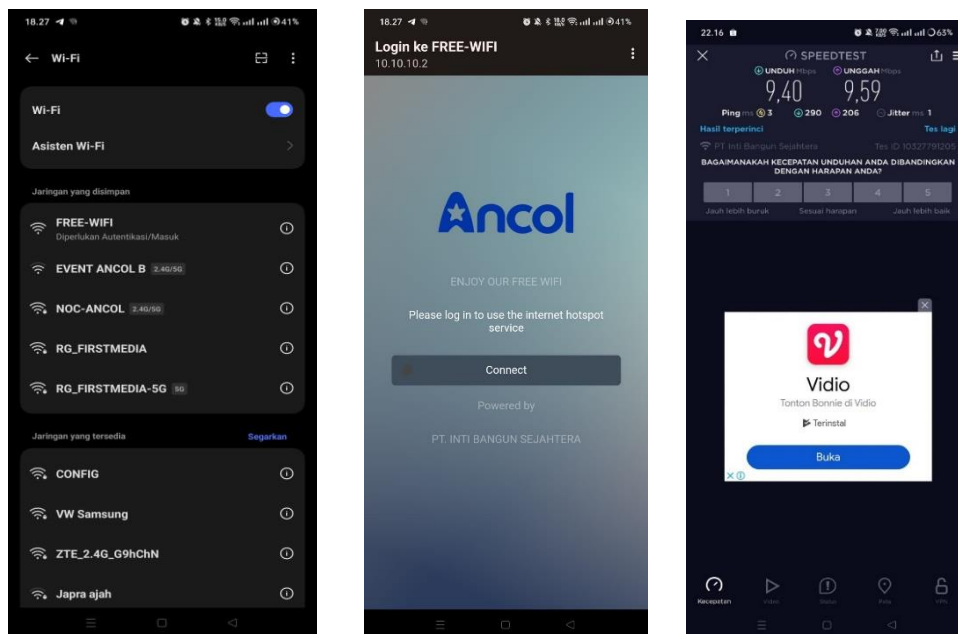 18.27
41%
Wi-Fi
Wi-Fi
Asisten Wi-Fi
Jaringan yang disimpan
FREE-WIFI
Diperlukan Autentikasi/Masuk
EVENT ANCOL B 2.4G/5G
NOC-ANCOL 2.4G/5G
RG_FIRSTMEDIA
RG_FIRSTMEDIA-5G 5G
Jaringan yang tersedia Segarkan
CONFIG
VW Samsung
ZTE_2.4G_G9hChN
Japra ajah
18.27
41%
Login ke FREE-WIFI
10.10.10.2
Ancol
ENJOY OUR FREE WIFI
Please log in to use the internet hotspot
service
Connect
Powered by
PT. INTI BANGUN SEJAHTERA
22.16
63%
SPEEDTEST
UNDUH Mbps UNGGAH Mbps
9,40 9,59
Ping ms 3 290 206 Jitter ms 1
Hasil terperinci Tes lagi
PT Inti Bangun Sejahtera Tes ID 10327791205
BAGAIMANAKAH KECEPATAN UNDUHAN ANDA DIBANDINGKAN
DENGAN HARAPAN ANDA?
1 2 3 4 5
Jauh lebih buruk Sesuai harapan Jauh lebih baik
Vidio
Tonton Bonnie di Vidio
Terinstal
Buka
Kecepatan Video Status Peta VPN